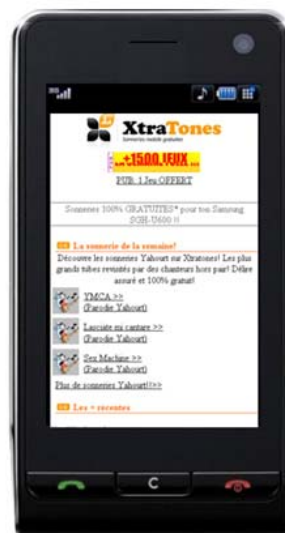 3G
XtraTones
Sonneries mobile gratuites
...+1500 JEUX ...
PUB: 1 Jeu OFFERT
Sonneries 100% GRATUITES* pour ton Samsung
SGH-U600 !!
La sonnerie de la semaine!
Découvre les sonneries Yahourt sur Xtratones! Les plus
grands tubes revisités par des chanteurs hors pair! Délire
assuré et 100% gratuit!
YMCA >>
(Parodie Yahourt)
Lasciate mi cantare >>
(Parodie Yahourt)
Sex Machine >>
(Parodie Yahourt)
Plus de sonneries Yahourt!!>>
Les + récentes
C